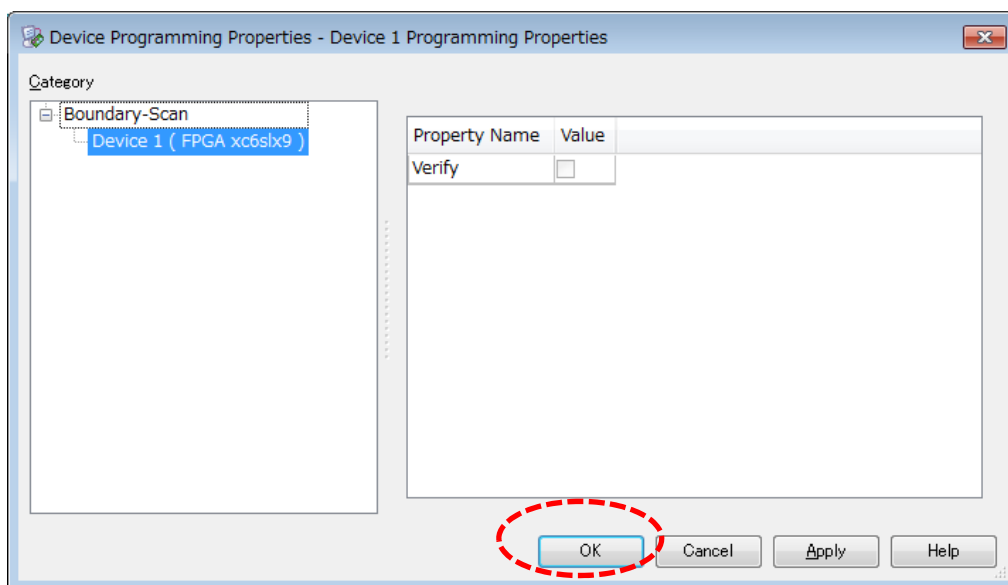 Device Programming Properties - Device 1 Programming Properties
Category
Boundary-Scan
Device 1 ( FPGA xc6slx9 )
Property Name Value
Verify
OK Cancel Apply Help